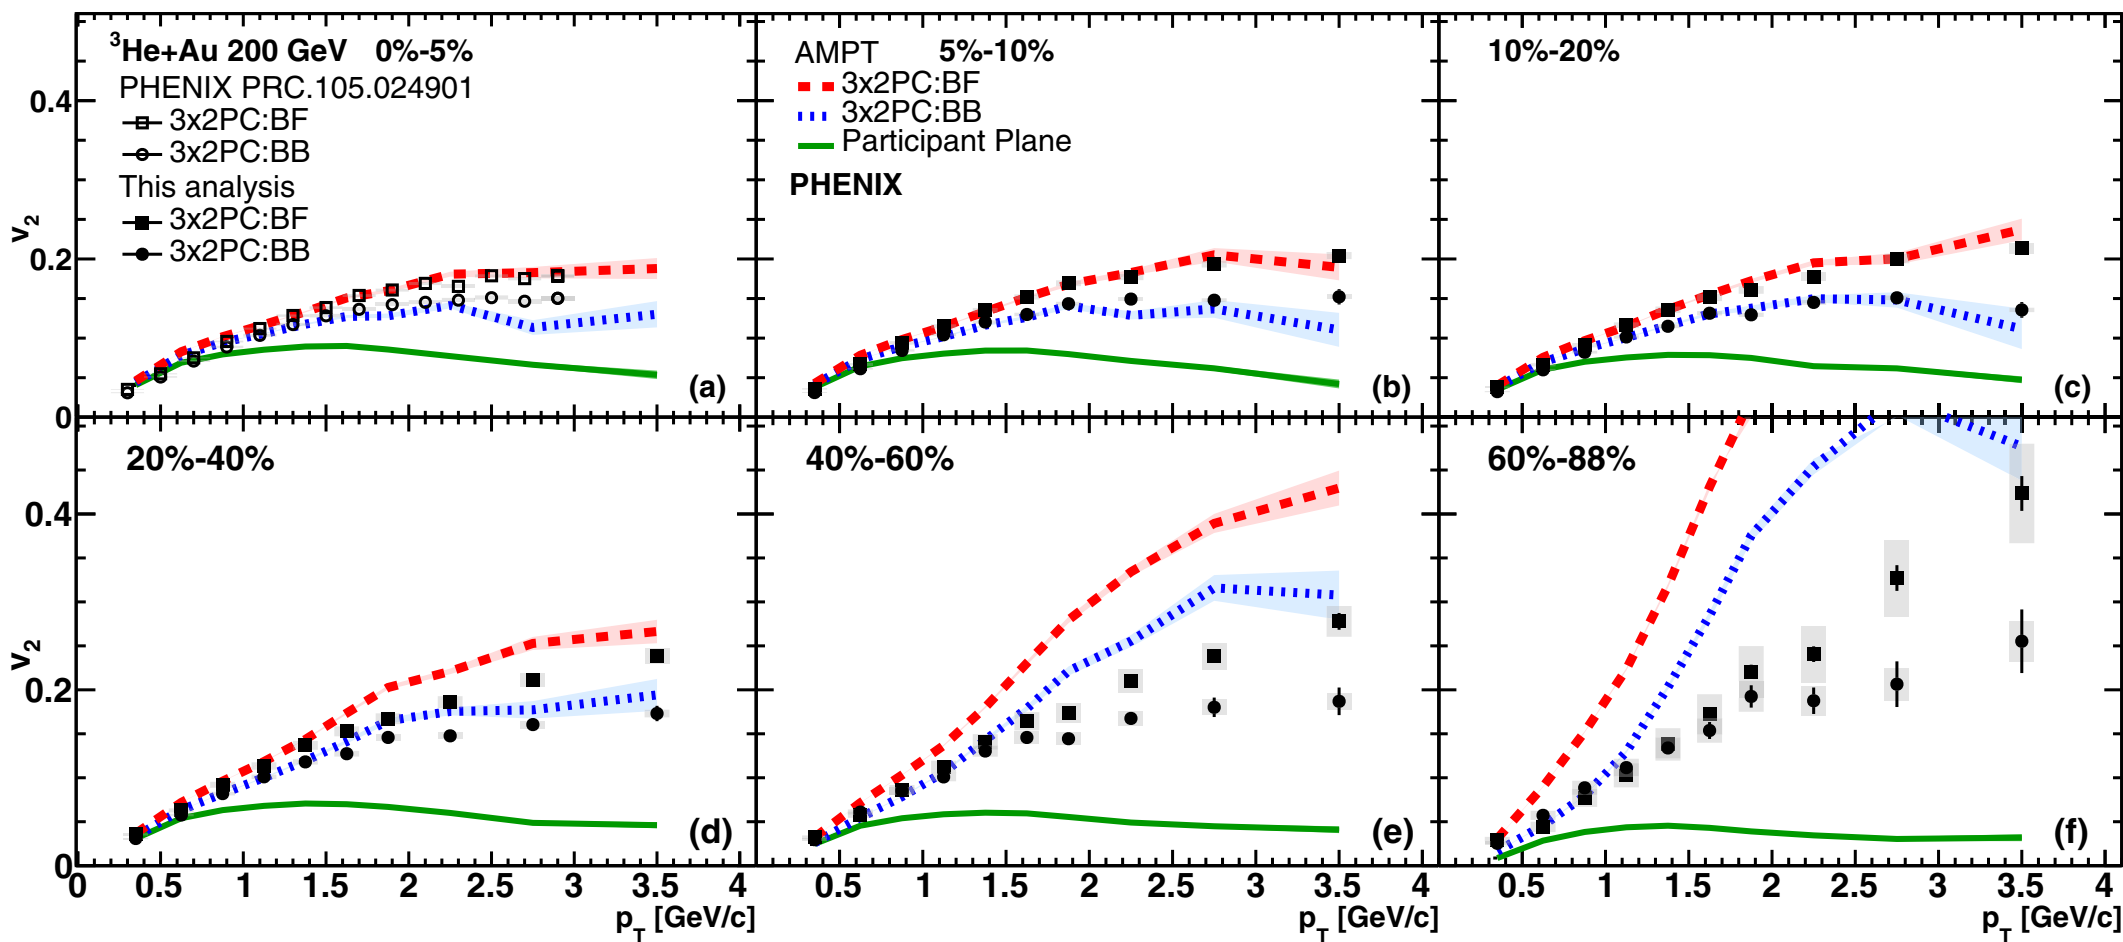 ³He+Au 200 GeV 0%-5%
PHENIX PRC.105.024901
3x2PC:BF
3x2PC:BB
This analysis
3x2PC:BF
3x2PC:BB
AMPT 5%-10%
3x2PC:BF
3x2PC:BB
Participant Plane
PHENIX
10%-20%
v₂
0.4
0.2
0
(a)
(b)
(c)
20%-40%
40%-60%
60%-88%
v₂
0.4
0.2
0
(d)
(e)
(f)
0 0.5 1 1.5 2 2.5 3 3.5 4
0.5 1 1.5 2 2.5 3 3.5 4
0.5 1 1.5 2 2.5 3 3.5 4
p_T [GeV/c]
p_T [GeV/c]
p_T [GeV/c]